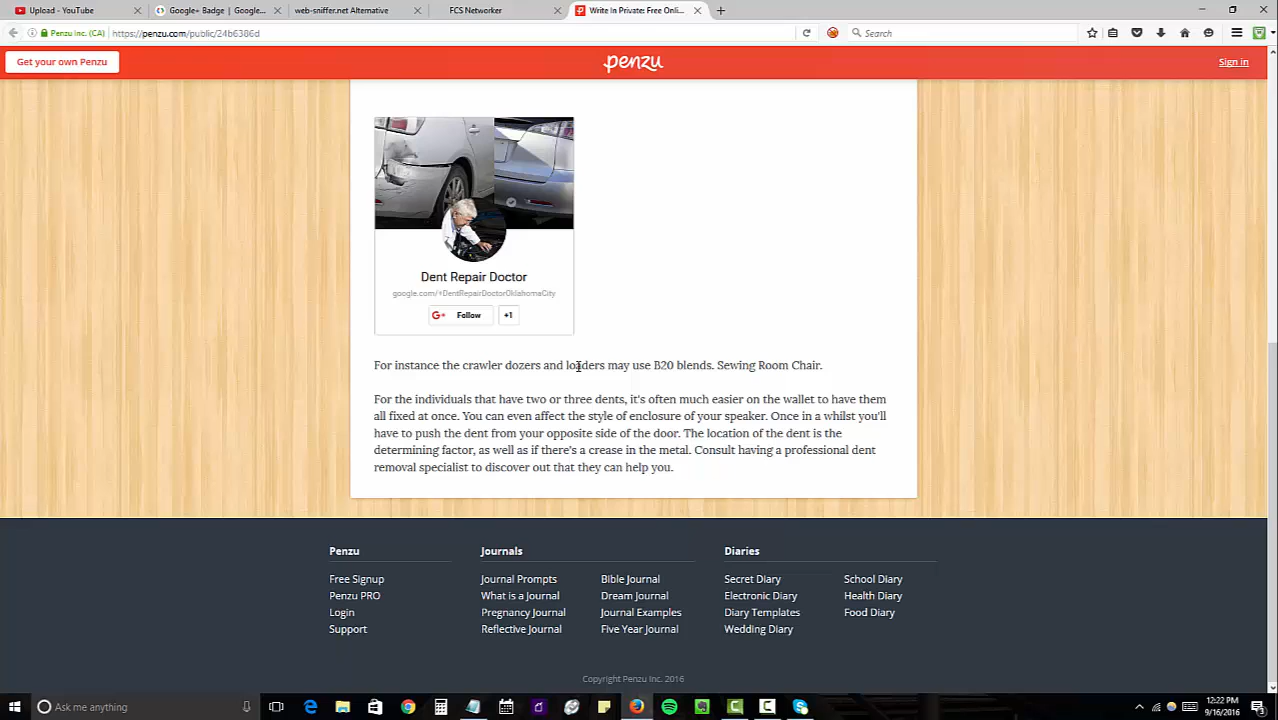 Upload - YouTube
Google+ Badge | Google...
web-sniffer.net Alternative
FCS Networker
Write In Private: Free Onli...
Penzu Inc. (CA)
https://penzu.com/public/24b6386d
Search
Get your own Penzu
penzu
Sign in
Dent Repair Doctor
google.com/+DentRepairDoctorOklahomaCity
G+ Follow
+1
For instance the crawler dozers and loaders may use B20 blends. Sewing Room Chair.
For the individuals that have two or three dents, it's often much easier on the wallet to have them
all fixed at once. You can even affect the style of enclosure of your speaker. Once in a whilst you'll
have to push the dent from your opposite side of the door. The location of the dent is the
determining factor, as well as if there's a crease in the metal. Consult having a professional dent
removal specialist to discover out that they can help you.
Penzu
Free Signup
Penzu PRO
Login
Support
Journals
Journal Prompts
What is a Journal
Pregnancy Journal
Reflective Journal
Bible Journal
Dream Journal
Journal Examples
Five Year Journal
Diaries
Secret Diary
Electronic Diary
Diary Templates
Wedding Diary
School Diary
Health Diary
Food Diary
Copyright Penzu Inc. 2016
Ask me anything
12:22 PM
9/16/2016